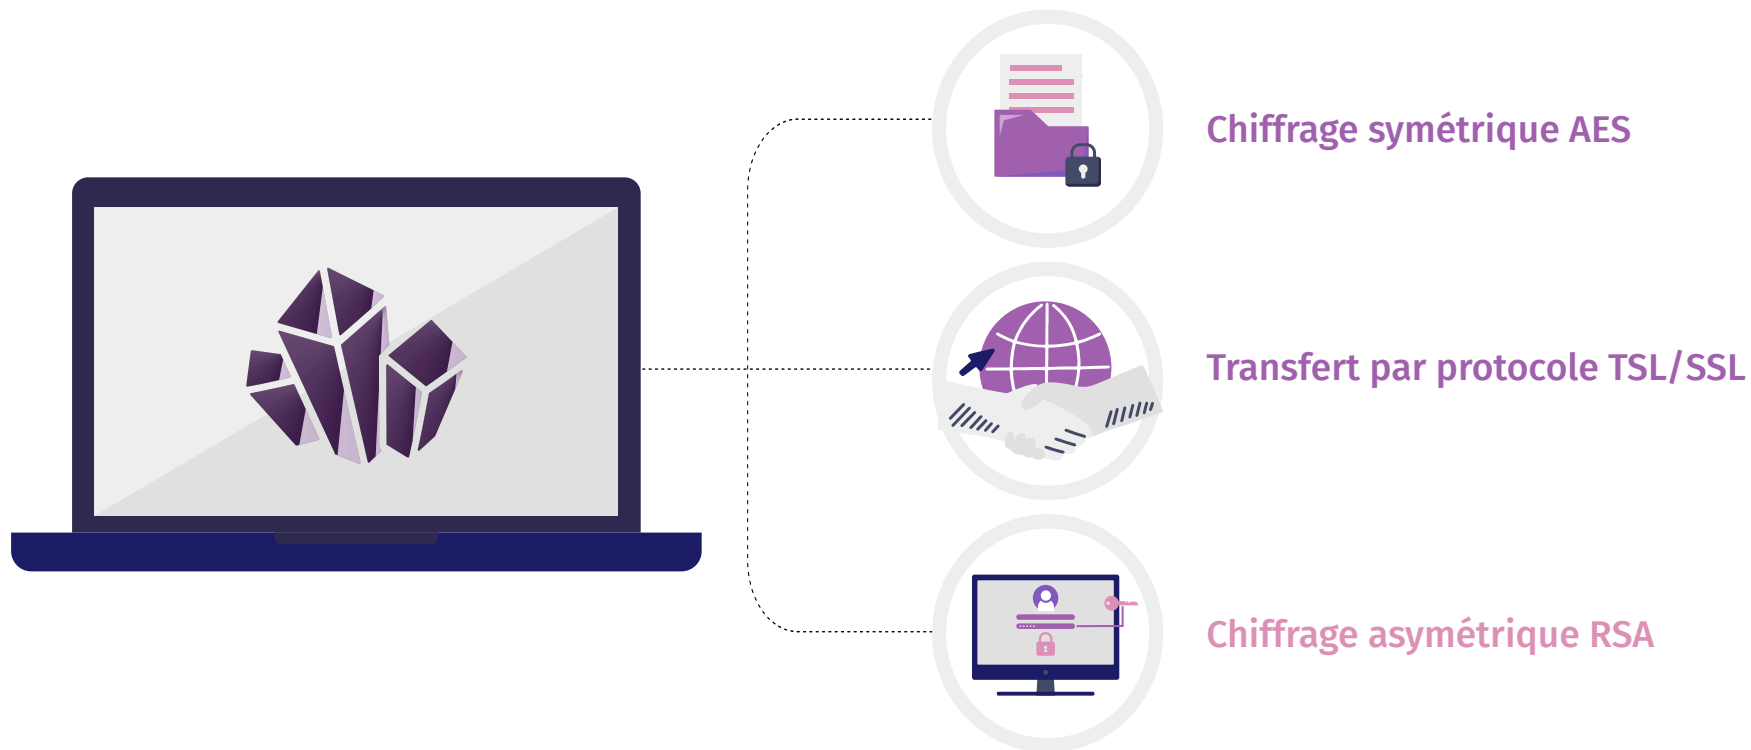 Chiffrage symétrique AES
Transfert par protocole TSL/SSL
Chiffrage asymétrique RSA